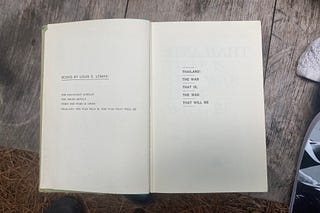 BOOKS BY LOUIS E. LOMAX
THE RELUCTANT AFRICAN
THE NEGRO REVOLT
WHEN THE WORD IS GIVEN
THAILAND: THE WAR THAT IS, THE WAR THAT WILL BE
THAILAND:
THE WAR
THAT IS,
THE WAR
THAT WILL BE